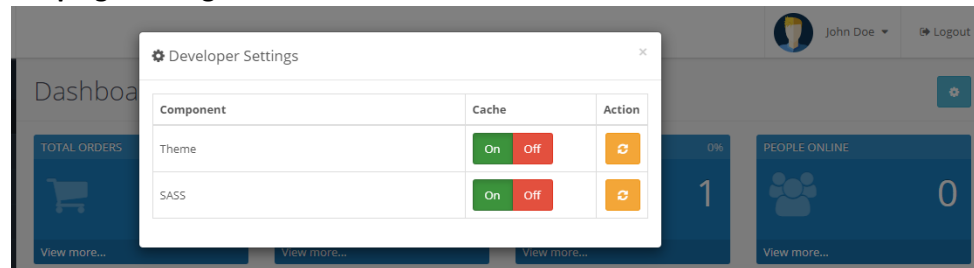 John Doe
Logout
Developer Settings
×
Dashboa
Component Cache Action
Theme On Off
SASS On Off
TOTAL ORDERS
0%
PEOPLE ONLINE
1
0
View more...
View more...
View more...
View more...